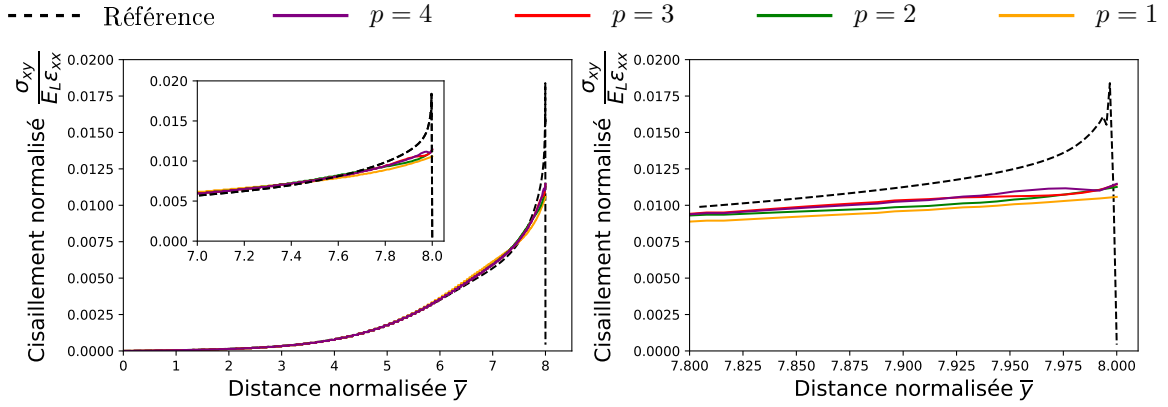 Référence p = 4 p = 3 p = 2 p = 1
Cisaillement normalisé σxy / ELεxx
0.0200
0.0175
0.0150
0.0125
0.0100
0.0075
0.0050
0.0025
0.0000
0 1 2 3 4 5 6 7 8
Distance normalisée y̅
0.020
0.015
0.010
0.005
0.000
7.0 7.2 7.4 7.6 7.8 8.0
Cisaillement normalisé σxy / ELεxx
0.0200
0.0175
0.0150
0.0125
0.0100
0.0075
0.0050
0.0025
0.0000
7.800 7.825 7.850 7.875 7.900 7.925 7.950 7.975 8.000
Distance normalisée y̅